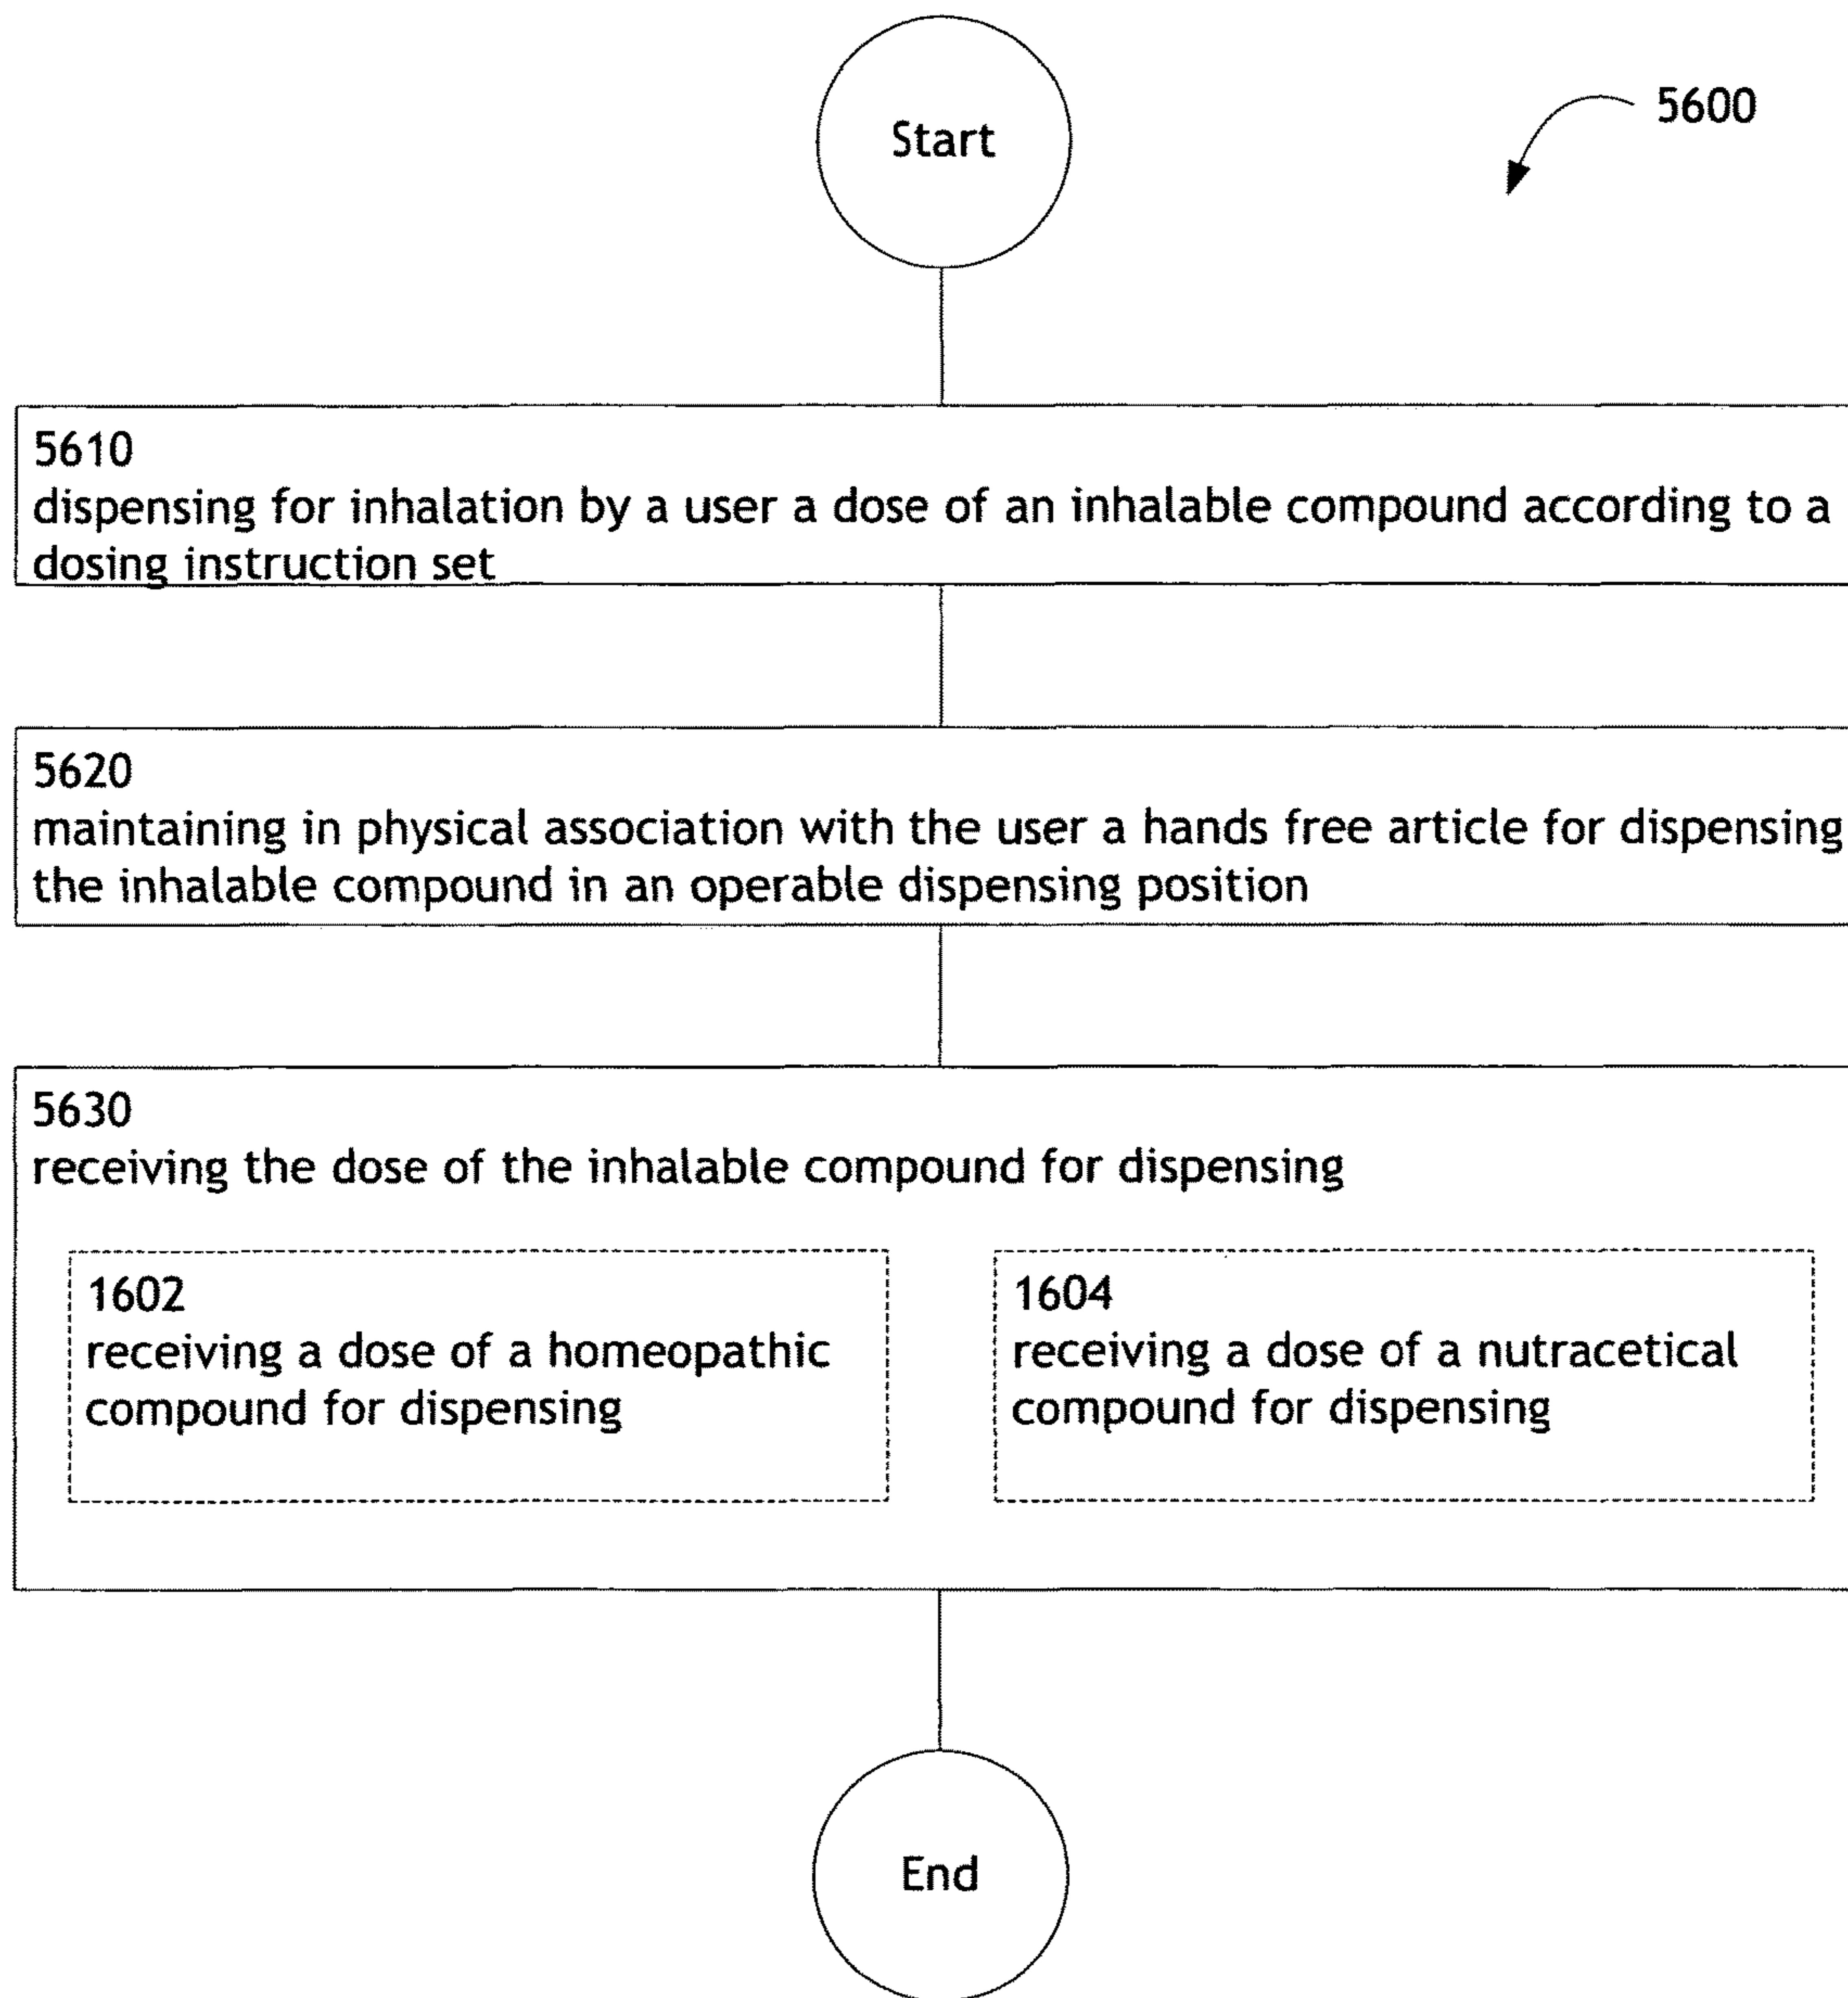 Start
5600
5610
dispensing for inhalation by a user a dose of an inhalable compound according to a
dosing instruction set
5620
maintaining in physical association with the user a hands free article for dispensing
the inhalable compound in an operable dispensing position
5630
receiving the dose of the inhalable compound for dispensing
1602
receiving a dose of a homeopathic
compound for dispensing
1604
receiving a dose of a nutracetical
compound for dispensing
End